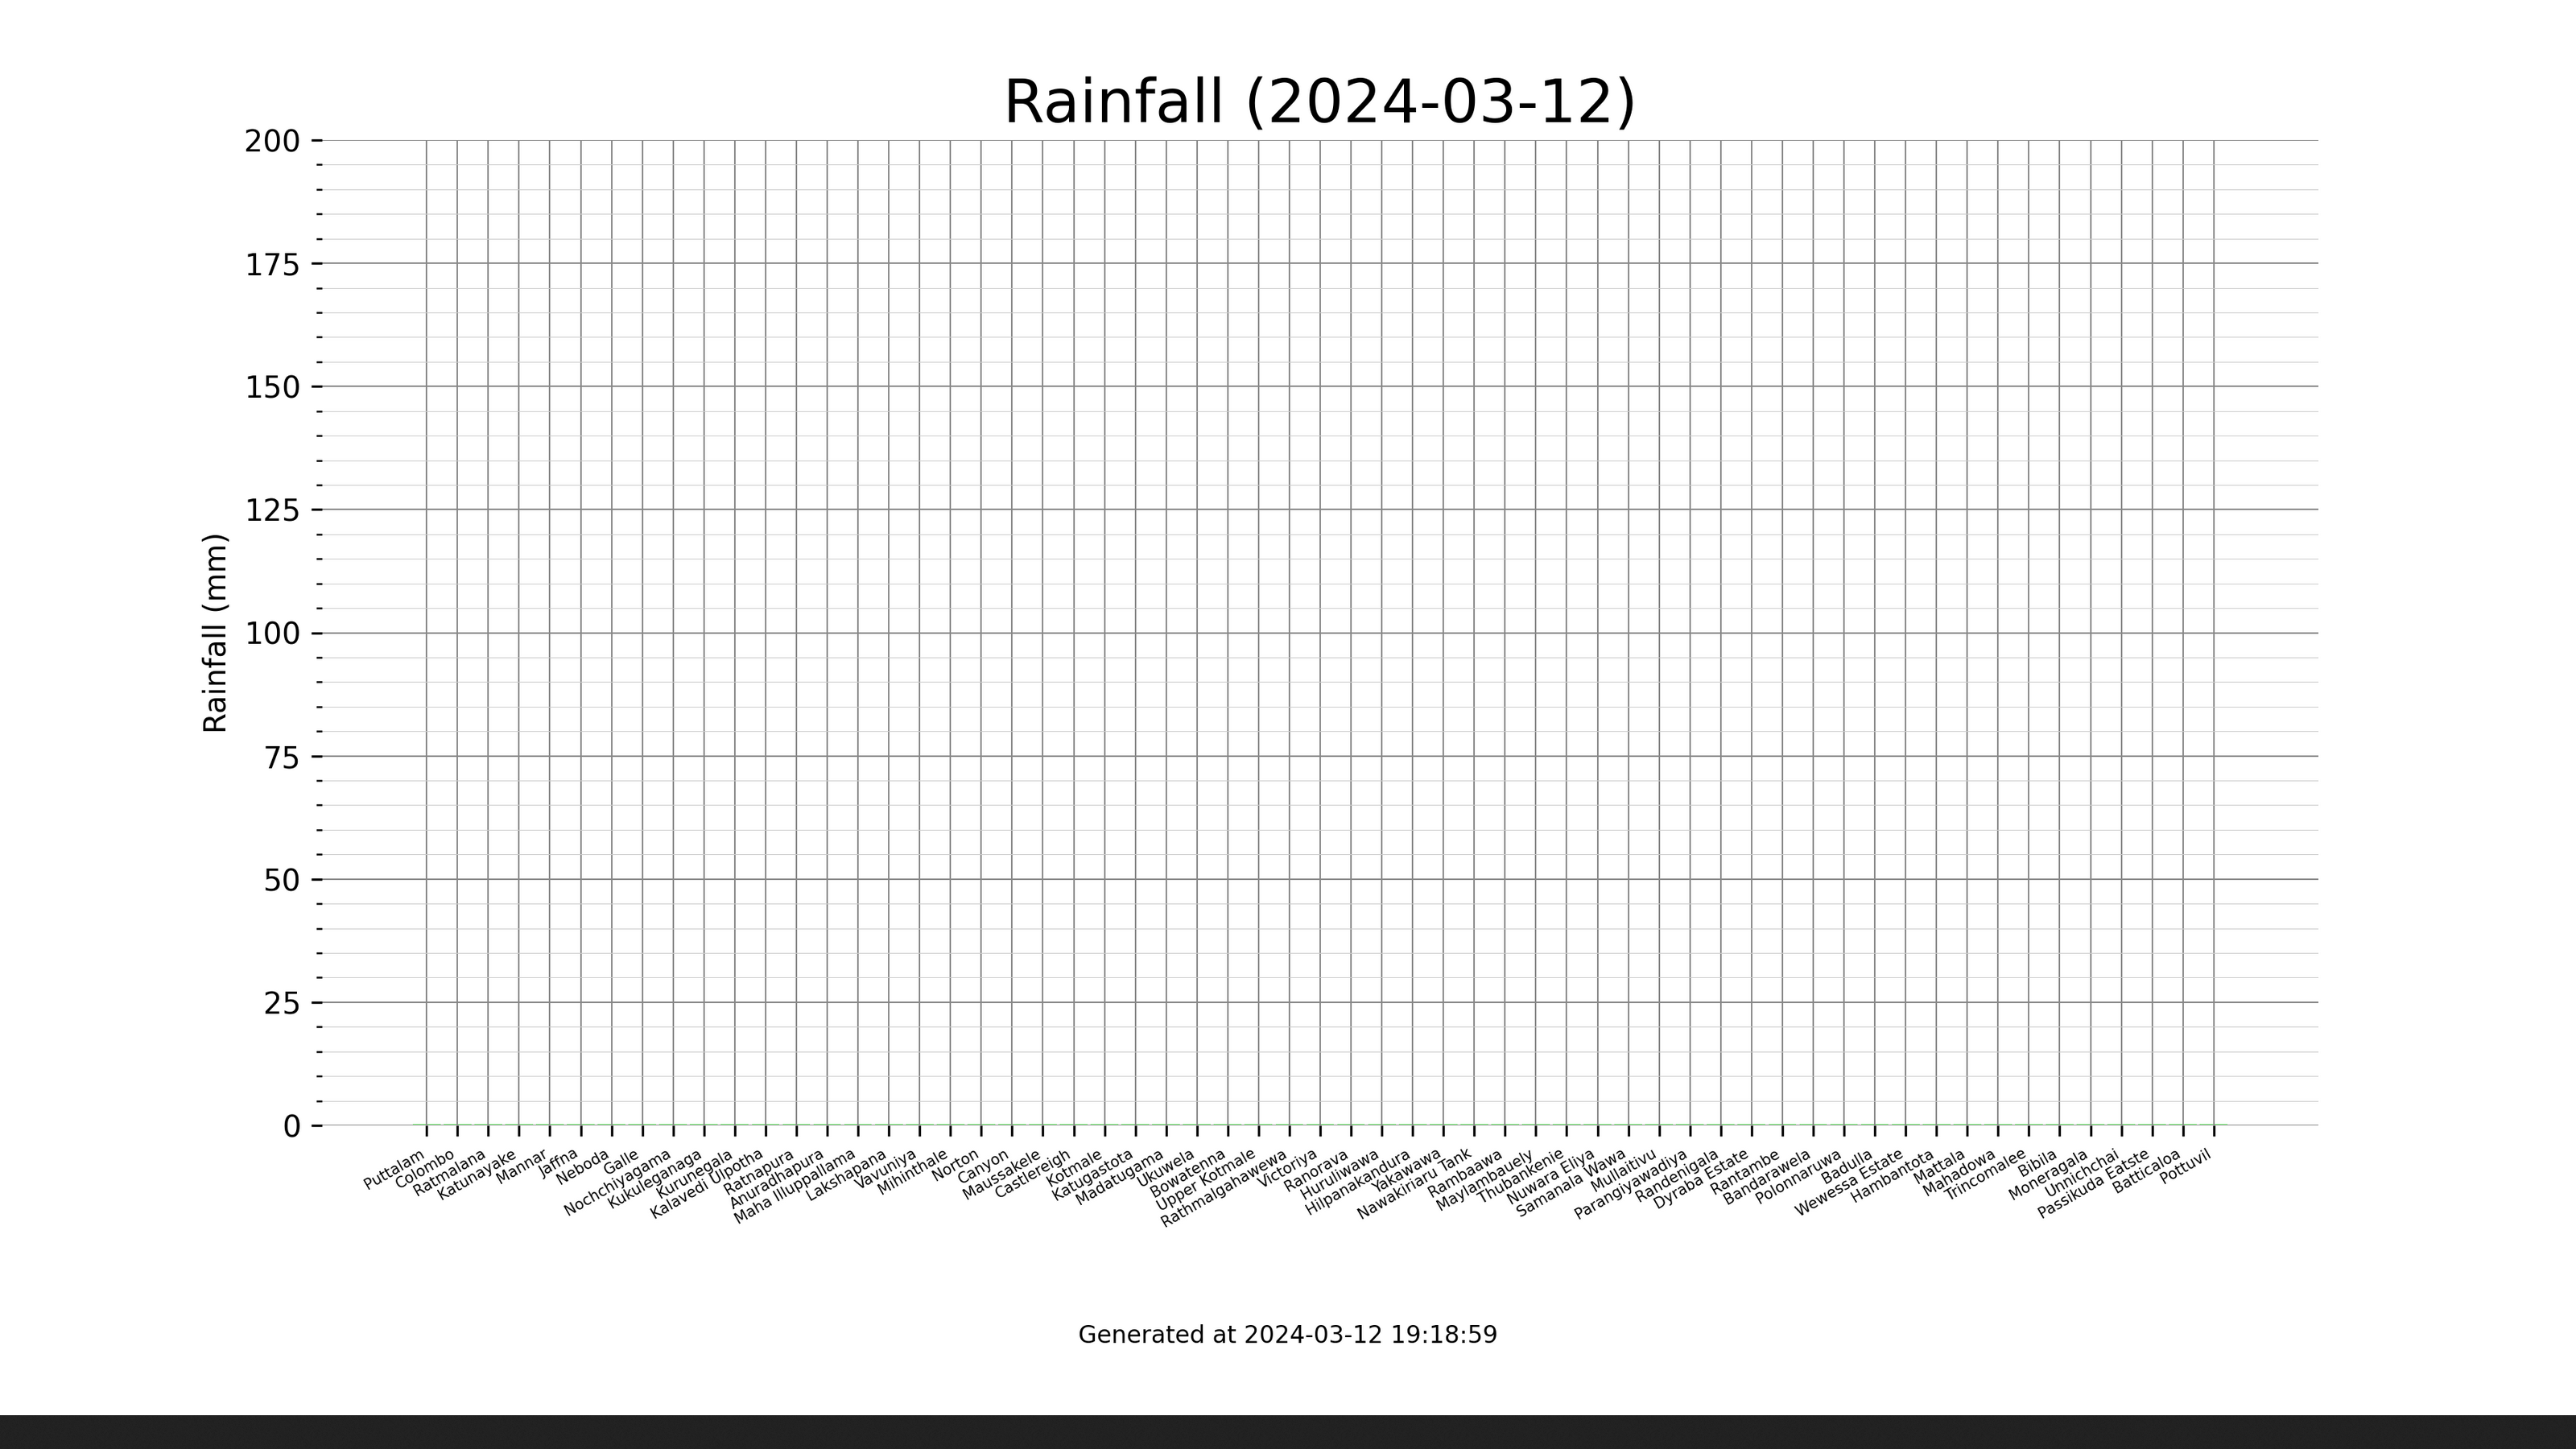 Rainfall (2024-03-12)
Rainfall (mm)
200
175
150
125
100
75
50
25
0
Puttalam
Colombo
Ratmalana
Katunayake
Mannar
Jaffna
Neboda
Galle
Nochchiyagama
Kukuleganaga
Kurunegala
Kalavedi Ulpotha
Ratnapura
Anuradhapura
Maha Illuppallama
Lakshapana
Vavuniya
Mihinthale
Norton
Canyon
Maussakele
Castlereigh
Kotmale
Katugastota
Madatugama
Ukuwela
Bowatenna
Upper Kotmale
Rathmalgahawewa
Victoriya
Ranorava
Huruliwawa
Hilpanakandura
Yakawawa
Nawakiriaru Tank
Rambaawa
Maylambauely
Thubankenie
Nuwara Eliya
Samanala Wawa
Mullaitivu
Parangiyawadiya
Randenigala
Dyraba Estate
Rantambe
Bandarawela
Polonnaruwa
Badulla
Wewessa Estate
Hambantota
Mattala
Mahadowa
Trincomalee
Bibila
Moneragala
Unnichchai
Passikuda Eatste
Batticaloa
Pottuvil
Generated at 2024-03-12 19:18:59